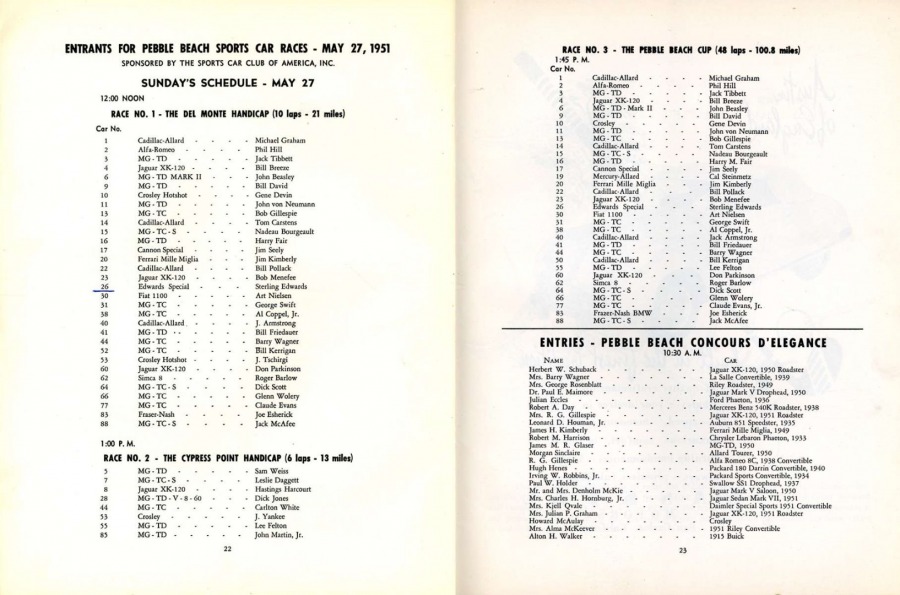 ENTRANTS FOR PEBBLE BEACH SPORTS CAR RACES - MAY 27, 1951
SPONSORED BY THE SPORTS CAR CLUB OF AMERICA, INC.
SUNDAY'S SCHEDULE - MAY 27
12:00 NOON
RACE NO. 1 - THE DEL MONTE HANDICAP (10 laps - 21 miles)
Car No.
1 Cadillac-Allard - - - - Michael Graham
2 Alfa-Romeo - - - - - Phil Hill
3 MG - TD - - - - - Jack Tibbett
4 Jaguar XK-120 - - - - Bill Breeze
6 MG - TD MARK II - - - John Beasley
9 MG - TD - - - - - Bill David
10 Crosley Hotshot - - - - Gene Devin
11 MG - TD - - - - - John von Neumann
13 MG - TC - - - - - Bob Gillespie
14 Cadillac-Allard - - - - Tom Carstens
15 MG - TC - S - - - - Nadeau Bourgeault
16 MG - TD - - - - - Harry Fair
17 Cannon Special - - - - Jim Seely
20 Ferrari Mille Miglia - - - Jim Kimberly
22 Cadillac-Allard - - - - Bill Pollack
23 Jaguar XK-120 - - - - Bob Menefee
26 Edwards Special - - - - Sterling Edwards
30 Fiat 1100 - - - - - Art Nielsen
31 MG - TC - - - - - George Swift
38 MG - TC - - - - - Al Coppel, Jr.
40 Cadillac-Allard - - - - J. Armstrong
41 MG - TD - - - - - - Bill Friedauer
44 MG - TC - - - - - Barry Wagner
52 MG - TC - - - - - Bill Kerrigan
53 Crosley Hotshot - - - - J. Tschirgi
60 Jaguar XK-120 - - - - Don Parkinson
62 Simca 8 - - - - - Roger Barlow
64 MG - TC - S - - - - Dick Scott
66 MG - TC - - - - - Glenn Wolery
77 MG - TC - - - - - Claude Evans
83 Frazer-Nash - - - - - Joe Esherick
88 MG - TC - S - - - - Jack McAfee
1:00 P. M.
RACE NO. 2 - THE CYPRESS POINT HANDICAP (6 laps - 13 miles)
5 MG - TD - - - - - Sam Weiss
7 MG - TC - S - - - - Leslie Daggett
8 Jaguar XK-120 - - - - Hastings Harcourt
28 MG - TD - V - 8 - 60 - - - Dick Jones
44 MG - TC - - - - - Carlton White
53 Crosley - - - - - J. Yankee
55 MG - TD - - - - - Lee Felton
85 MG - TD - - - - - John Martin, Jr.
22
RACE NO. 3 - THE PEBBLE BEACH CUP (48 laps - 100.8 miles)
1:45 P. M.
Car No.
1 Cadillac-Allard - - - - Michael Graham
2 Alfa-Romeo - - - - - Phil Hill
3 MG - TD - - - - - Jack Tibbett
4 Jaguar XK-120 - - - - Bill Breeze
6 MG - TD - Mark II - - - John Beasley
9 MG - TD - - - - - Bill David
10 Crosley - - - - - Gene Devin
11 MG - TD - - - - - John von Neumann
13 MG - TC - - - - - Bob Gillespie
14 Cadillac-Allard - - - - Tom Carstens
15 MG - TC - S - - - - Nadeau Bourgeault
16 MG - TD - - - - - Harry M. Fair
17 Cannon Special - - - - Jim Seely
19 Mercury-Allard - - - - Cal Steinmetz
20 Ferrari Mille Miglia - - - Jim Kimberly
22 Cadillac-Allard - - - - Bill Pollack
23 Jaguar XK-120 - - - - Bob Menefee
26 Edwards Special - - - - Sterling Edwards
30 Fiat 1100 - - - - - Art Nielsen
31 MG - TC - - - - - George Swift
38 MG - TC - - - - - Al Coppel, Jr.
40 Cadillac-Allard - - - - Jack Armstrong
41 MG - TD - - - - - Bill Friedauer
44 MG - TC - - - - - Barry Wagner
50 Cadillac-Allard - - - - Bill Kerrigan
55 MG - TD - - - - - Lee Felton
60 Jaguar XK-120 - - - - Don Parkinson
62 Simca 8 - - - - - Roger Barlow
64 MG - TC - S - - - - Dick Scott
66 MG - TC - - - - - Glenn Wolery
77 MG - TC - - - - - Claude Evans, Jr.
83 Frazer-Nash BMW - - - - Joe Esherick
88 MG - TC - S - - - - Jack McAfee
ENTRIES - PEBBLE BEACH CONCOURS D'ELEGANCE
10:30 A. M.
NAME CAR
Herbert W. Schuback Jaguar XK-120, 1950 Roadster
Mrs. Barry Wagner La Salle Convertible, 1939
Mrs. George Rosenblatt Riley Roadster, 1949
Dr. Paul E. Maimore Jaguar Mark V Drophead, 1950
Julian Eccles Ford Phaeton, 1936
Robert A. Day Merceres Benz 540K Roadster, 1938
Mrs. R. G. Gillespie Jaguar XK-120, 1951 Roadster
Leonard D. Houman, Jr. Auburn 851 Speedster, 1935
James H. Kimberly Ferrari Mille Miglia, 1949
Robert M. Harrison Chrysler Lebaron Phaeton, 1933
James M. R. Glaser MG-TD, 1950
Morgan Sinclaire Allard Tourer, 1950
R. G. Gillespie Alfa Romeo 8C, 1938 Convertible
Hugh Henes Packard 180 Darrin Convertible, 1940
Irving W. Robbins, Jr. Packard Sports Convertible, 1934
Paul W. Holder Swallow SS1 Drophead, 1937
Mr. and Mrs. Denholm McKie Jaguar Mark V Saloon, 1950
Mrs. Charles H. Hornburg, Jr. Jaguar Sedan Mark VII, 1951
Mrs. Kjell Qvale Daimler Special Sports 1951 Convertible
Mrs. Julian P. Graham Jaguar XK-120, 1951 Roadster
Howard McAulay Crosley
Mrs. Alma McKeever 1951 Riley Convertible
Alton H. Walker 1915 Buick
23